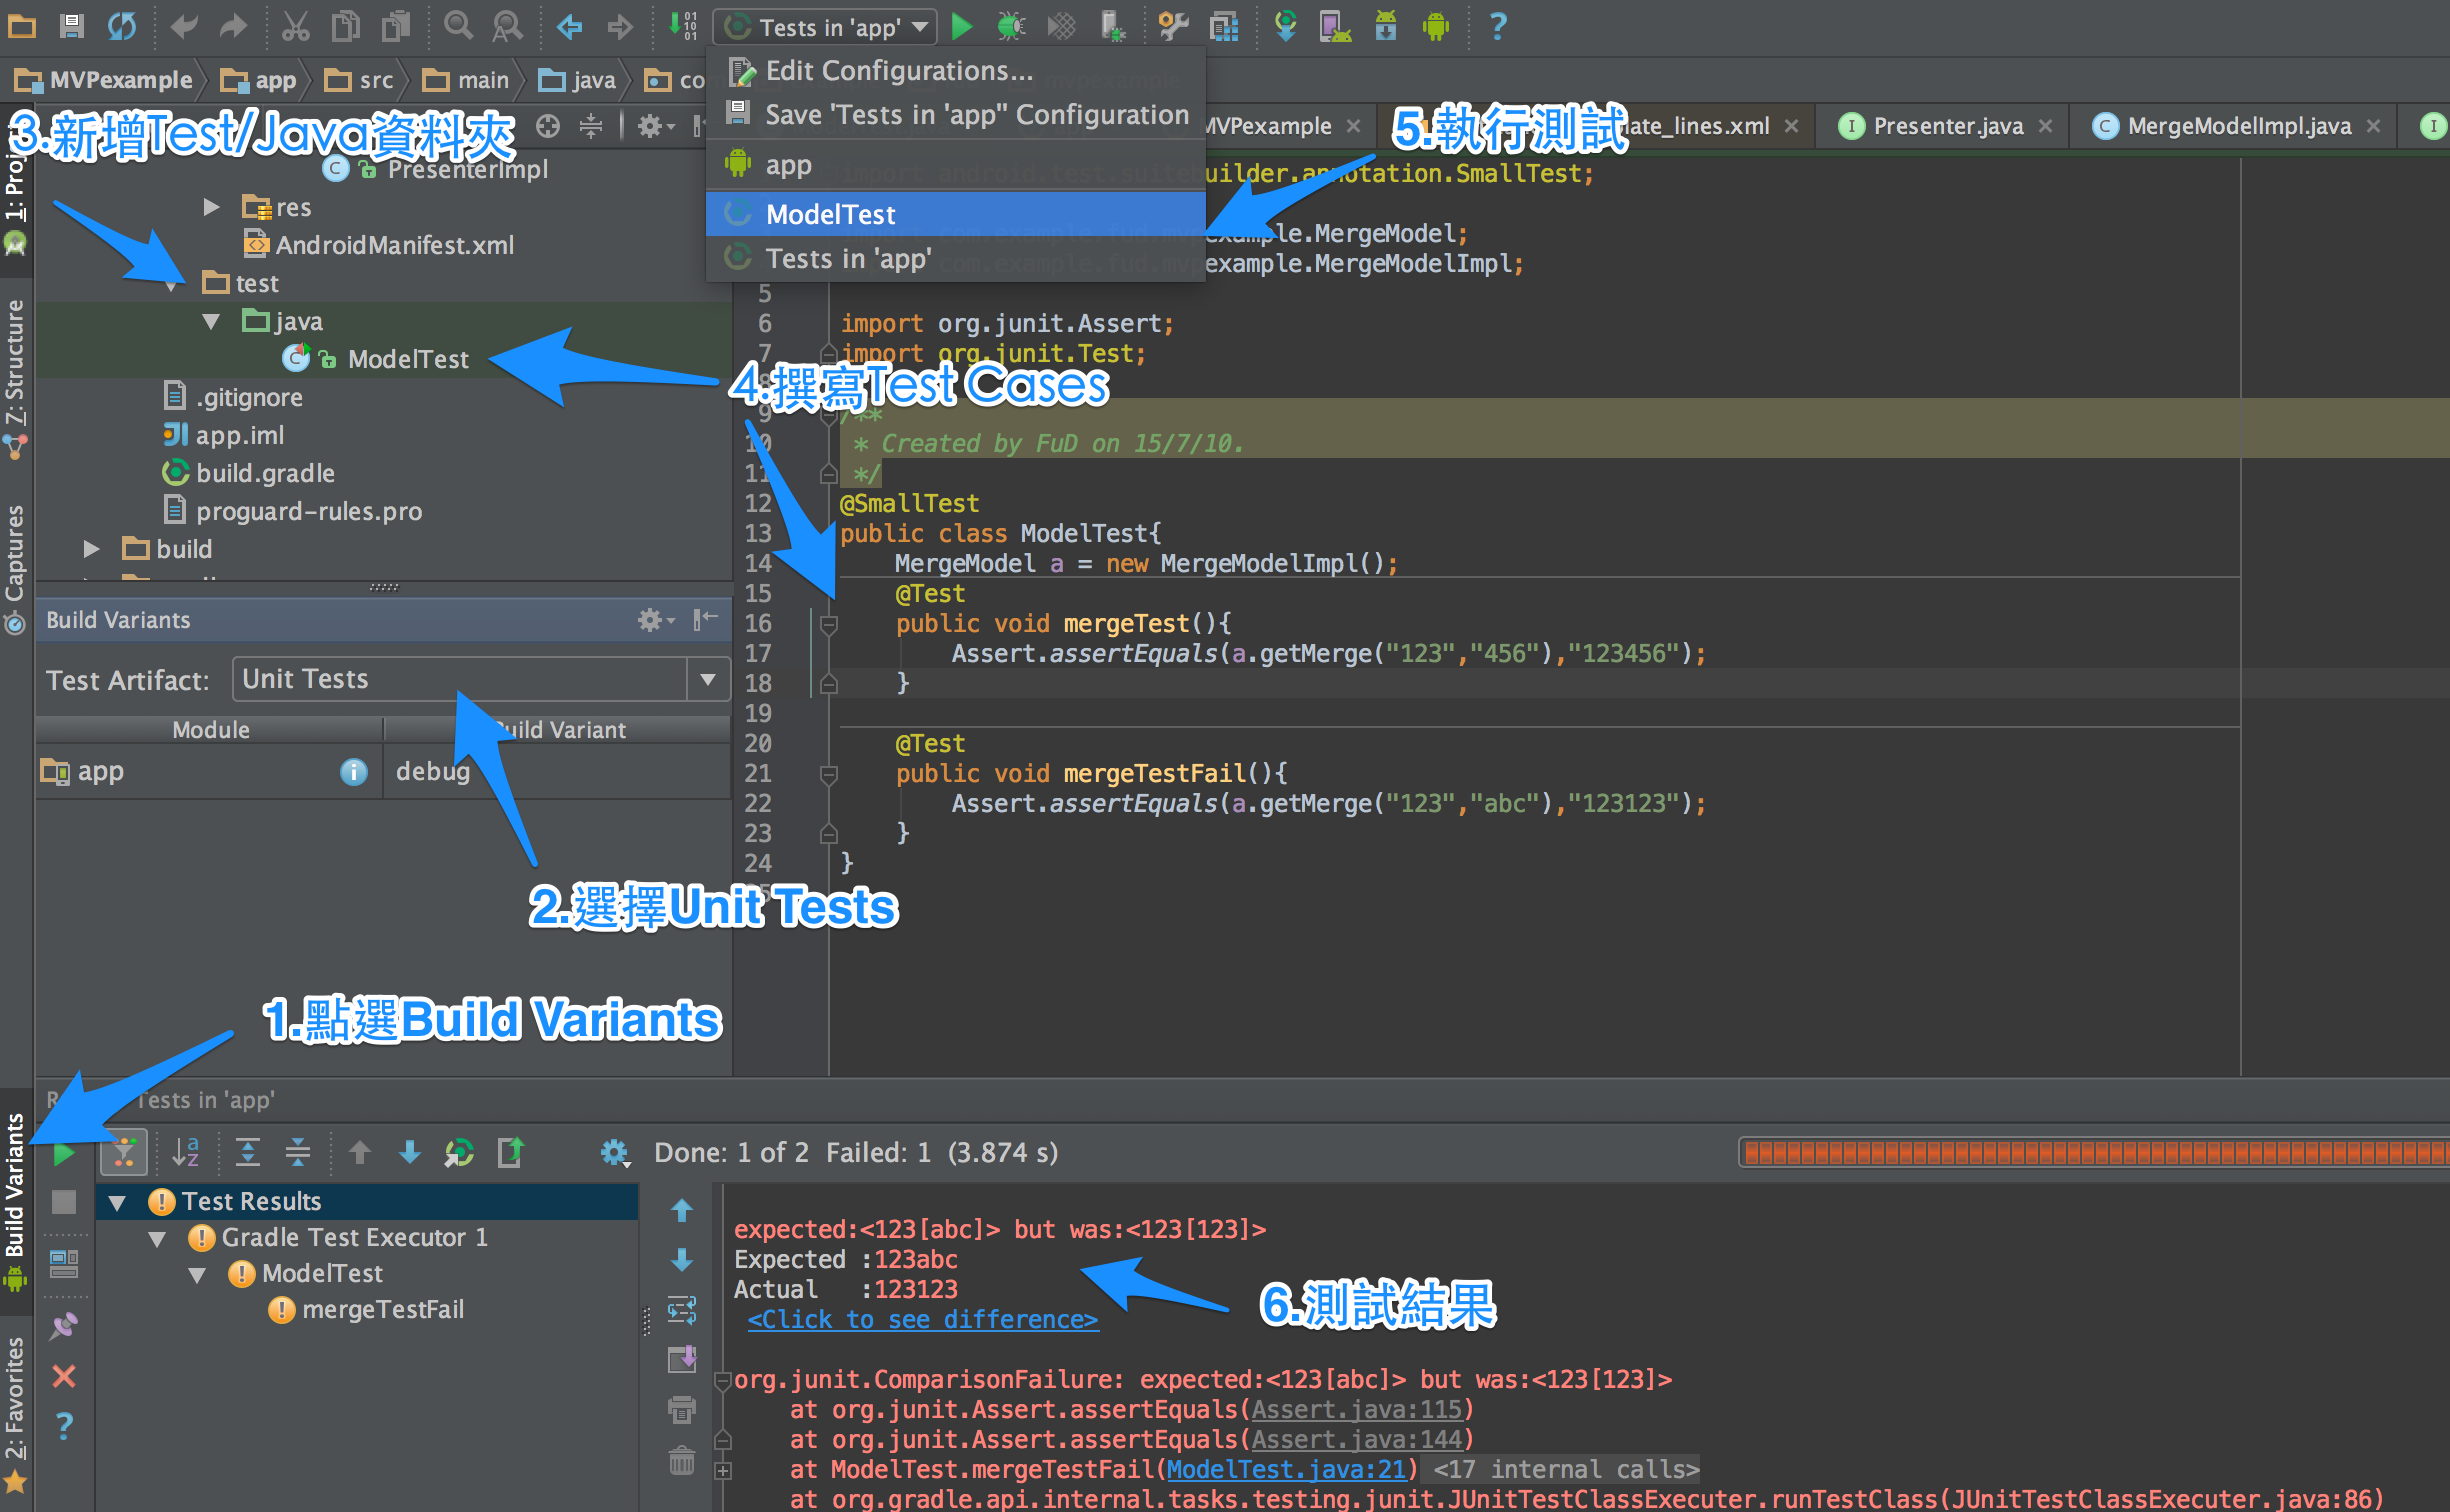 Tests in 'app'
MVPexample app src main java co
Edit Configurations...
Save 'Tests in 'app'' Configuration
app
ModelTest
Tests in 'app'
3.新增Test/Java資料夾
5.執行測試
MVPexample
ate_lines.xml
Presenter.java
MergeModelImpl.java
1: Proj
Z: Structure
Captures
Build Variants
2: Favorites
PresenterImpl
res
AndroidManifest.xml
test
java
ModelTest
.gitignore
app.iml
build.gradle
proguard-rules.pro
build
4.撰寫Test Cases
import android.test.suitebuilder.annotation.SmallTest;
example.MergeModel;
com.example.fud.mvpexample.MergeModelImpl;
5
6 import org.junit.Assert;
7 import org.junit.Test;
8
9 /**
10 * Created by FuD on 15/7/10.
11 */
12 @SmallTest
13 public class ModelTest{
14 MergeModel a = new MergeModelImpl();
15 @Test
16 public void mergeTest(){
17 Assert.assertEquals(a.getMerge("123","456"),"123456");
18 }
19
20 @Test
21 public void mergeTestFail(){
22 Assert.assertEquals(a.getMerge("123","abc"),"123123");
23 }
24 }
Build Variants
Test Artifact: Unit Tests
Module Build Variant
app debug
2.選擇Unit Tests
1.點選Build Variants
Tests in 'app'
Done: 1 of 2 Failed: 1 (3.874 s)
Test Results
Gradle Test Executor 1
ModelTest
mergeTestFail
expected:<123[abc]> but was:<123[123]>
Expected :123abc
Actual :123123
<Click to see difference>
6.測試結果
org.junit.ComparisonFailure: expected:<123[abc]> but was:<123[123]>
at org.junit.Assert.assertEquals(Assert.java:115)
at org.junit.Assert.assertEquals(Assert.java:144)
at ModelTest.mergeTestFail(ModelTest.java:21) <17 internal calls>
at org.gradle.api.internal.tasks.testing.junit.JUnitTestClassExecuter.runTestClass(JUnitTestClassExecuter.java:86)